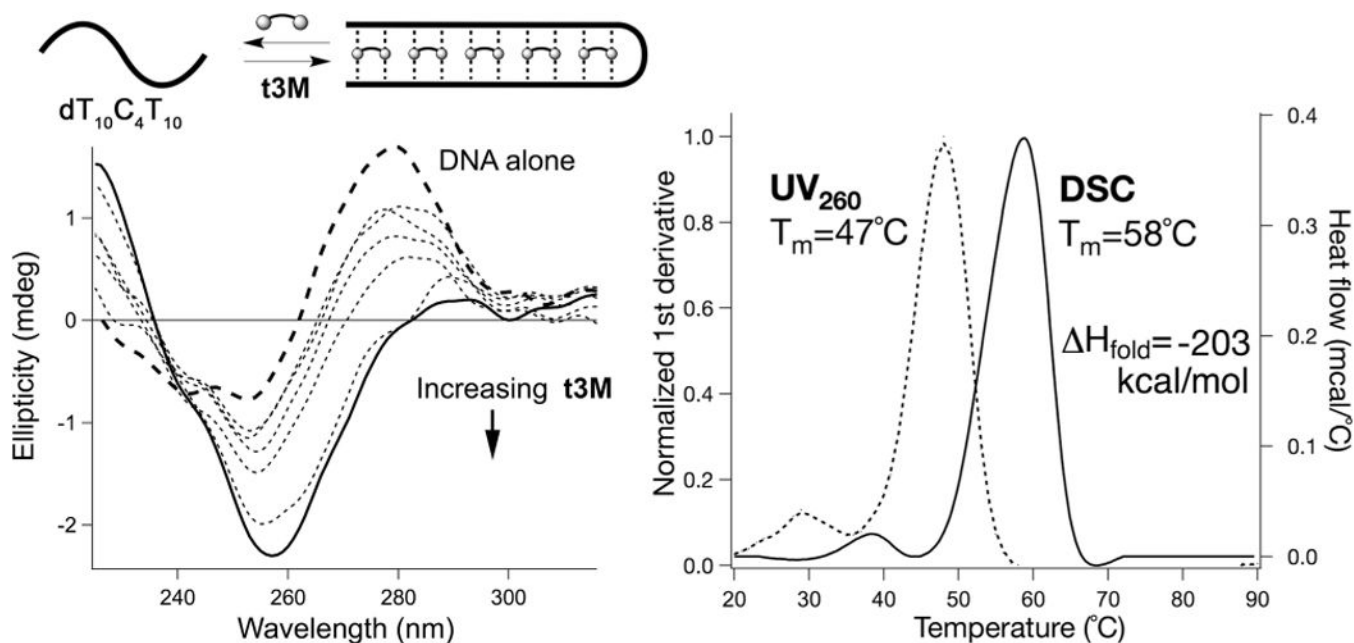 t3M
dT₁₀C₄T₁₀
DNA alone
Increasing t3M
Ellipticity (mdeg)
1
0
-1
-2
240
260
280
300
Wavelength (nm)
UV₂₆₀
Tₘ=47°C
DSC
Tₘ=58°C
ΔH_fold= -203
kcal/mol
Normalized 1st derivative
1.0
0.8
0.6
0.4
0.2
0.0
Heat flow (mcal/°C)
0.4
0.3
0.2
0.1
0.0
20
30
40
50
60
70
80
90
Temperature (°C)